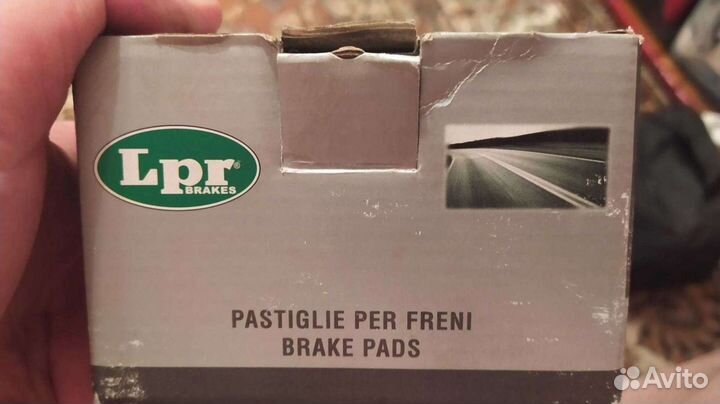 Lpr®
BRAKES
PASTIGLIE PER FRENI
BRAKE PADS
Avito